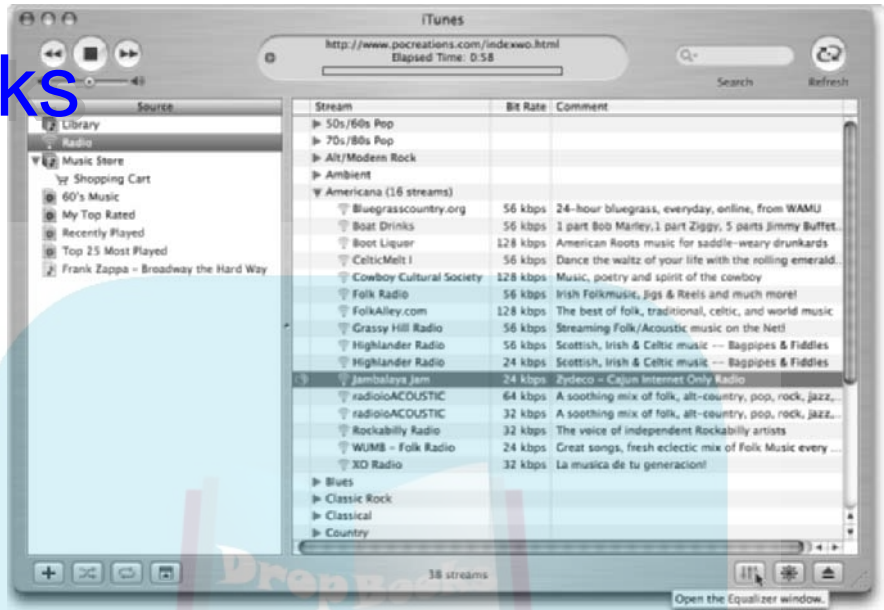 iTunes
http://www.pocreations.com/indexwo.html
Elapsed Time: 0:58
Search
Refresh
ks
Source
Library
Radio
Music Store
Shopping Cart
60's Music
My Top Rated
Recently Played
Top 25 Most Played
Frank Zappa – Broadway the Hard Way
Stream Bit Rate Comment
50s/60s Pop
70s/80s Pop
Alt/Modern Rock
Ambient
Americana (16 streams)
Bluegrasscountry.org 56 kbps 24-hour bluegrass, everyday, online, from WAMU
Boat Drinks 56 kbps 1 part Bob Marley,1 part Ziggy, 5 parts Jimmy Buffet..
Boot Liquor 128 kbps American Roots music for saddle-weary drunkards
CelticMelt I 56 kbps Dance the waltz of your life with the rolling emerald..
Cowboy Cultural Society 128 kbps Music, poetry and spirit of the cowboy
Folk Radio 56 kbps Irish Folkmusic, Jigs & Reels and much more!
FolkAlley.com 128 kbps The best of folk, traditional, celtic, and world music
Grassy Hill Radio 56 kbps Streaming Folk/Acoustic music on the Net!
Highlander Radio 56 kbps Scottish, Irish & Celtic music --- Bagpipes & Fiddles
Highlander Radio 24 kbps Scottish, Irish & Celtic music --- Bagpipes & Fiddles
Jambalaya Jam 24 kbps Zydeco – Cajun Internet Only Radio
radioioACOUSTIC 64 kbps A soothing mix of folk, alt-country, pop, rock, jazz,..
radioioACOUSTIC 32 kbps A soothing mix of folk, alt-country, pop, rock, jazz,..
Rockabilly Radio 32 kbps The voice of independent Rockabilly artists
WUMB – Folk Radio 24 kbps Great songs, fresh eclectic mix of Folk Music every ...
XO Radio 32 kbps La musica de tu generacion!
Blues
Classic Rock
Classical
Country
Drop Books
38 streams
Open the Equalizer window.